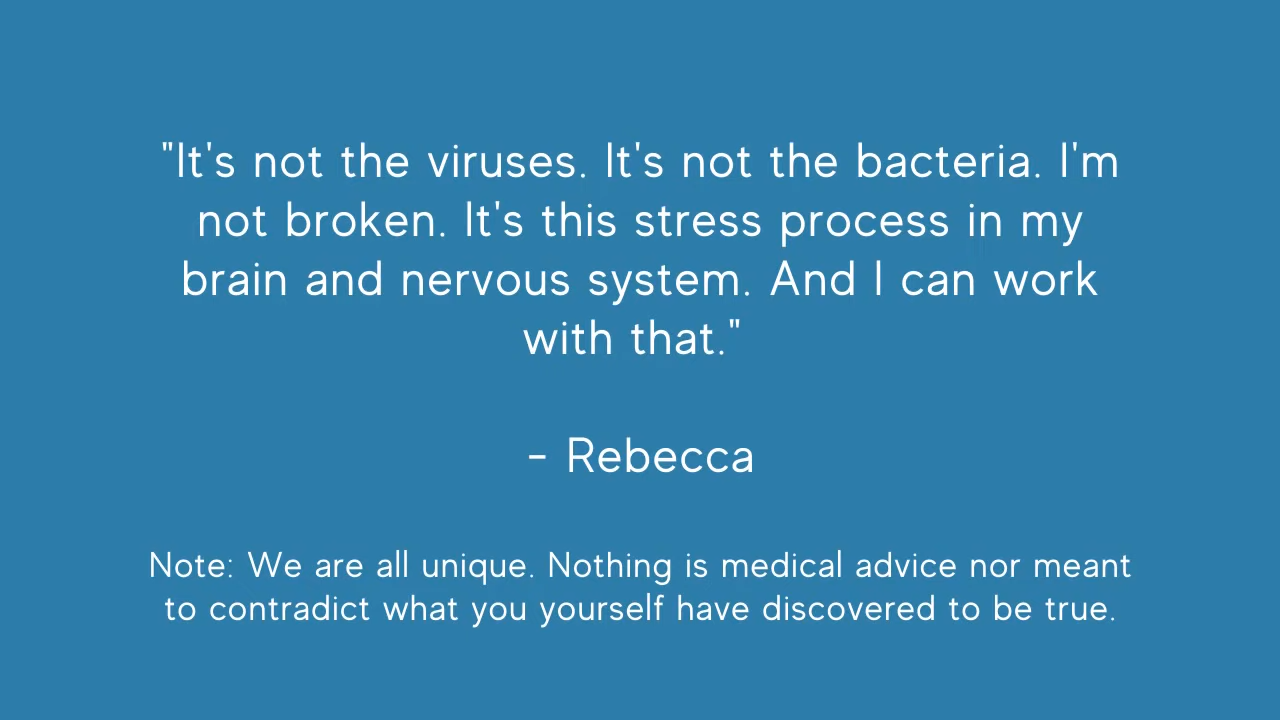 "It's not the viruses. It's not the bacteria. I'm
not broken. It's this stress process in my
brain and nervous system. And I can work
with that."
- Rebecca
Note: We are all unique. Nothing is medical advice nor meant
to contradict what you yourself have discovered to be true.